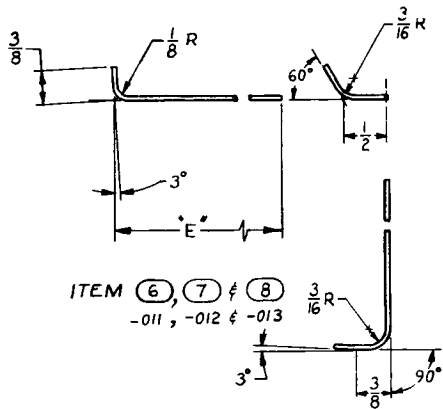 3/8
1/8 R
3°
"E"
60°
3/16 R
1/2
ITEM 6, 7 & 8
-011, -012 & -013
3/16 R
3°
3/8
90°